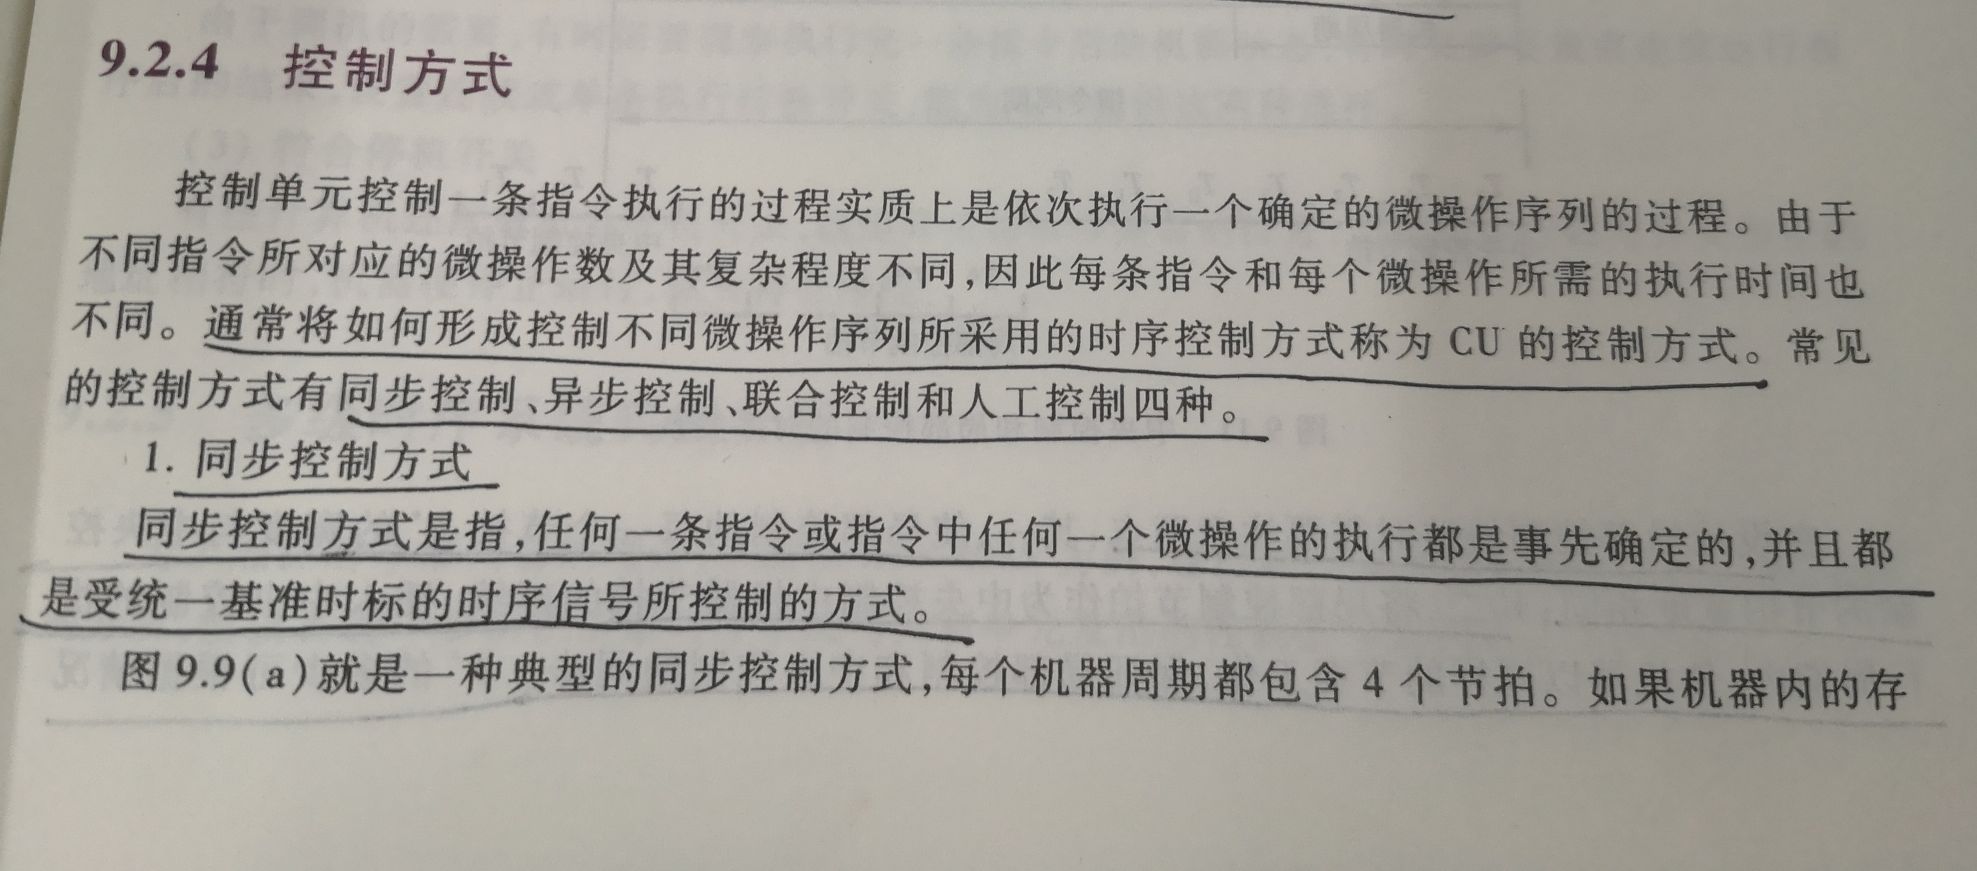 9.2.4 控制方式
控制单元控制一条指令执行的过程实质上是依次执行一个确定的微操作序列的过程。由于
不同指令所对应的微操作数及其复杂程度不同,因此每条指令和每个微操作所需的执行时间也
不同。通常将如何形成控制不同微操作序列所采用的时序控制方式称为 CU 的控制方式。常见
的控制方式有同步控制、异步控制、联合控制和人工控制四种。
1. 同步控制方式
同步控制方式是指,任何一条指令或指令中任何一个微操作的执行都是事先确定的,并且都
是受统一基准时标的时序信号所控制的方式。
图 9.9(a)就是一种典型的同步控制方式,每个机器周期都包含 4 个节拍。如果机器内的存